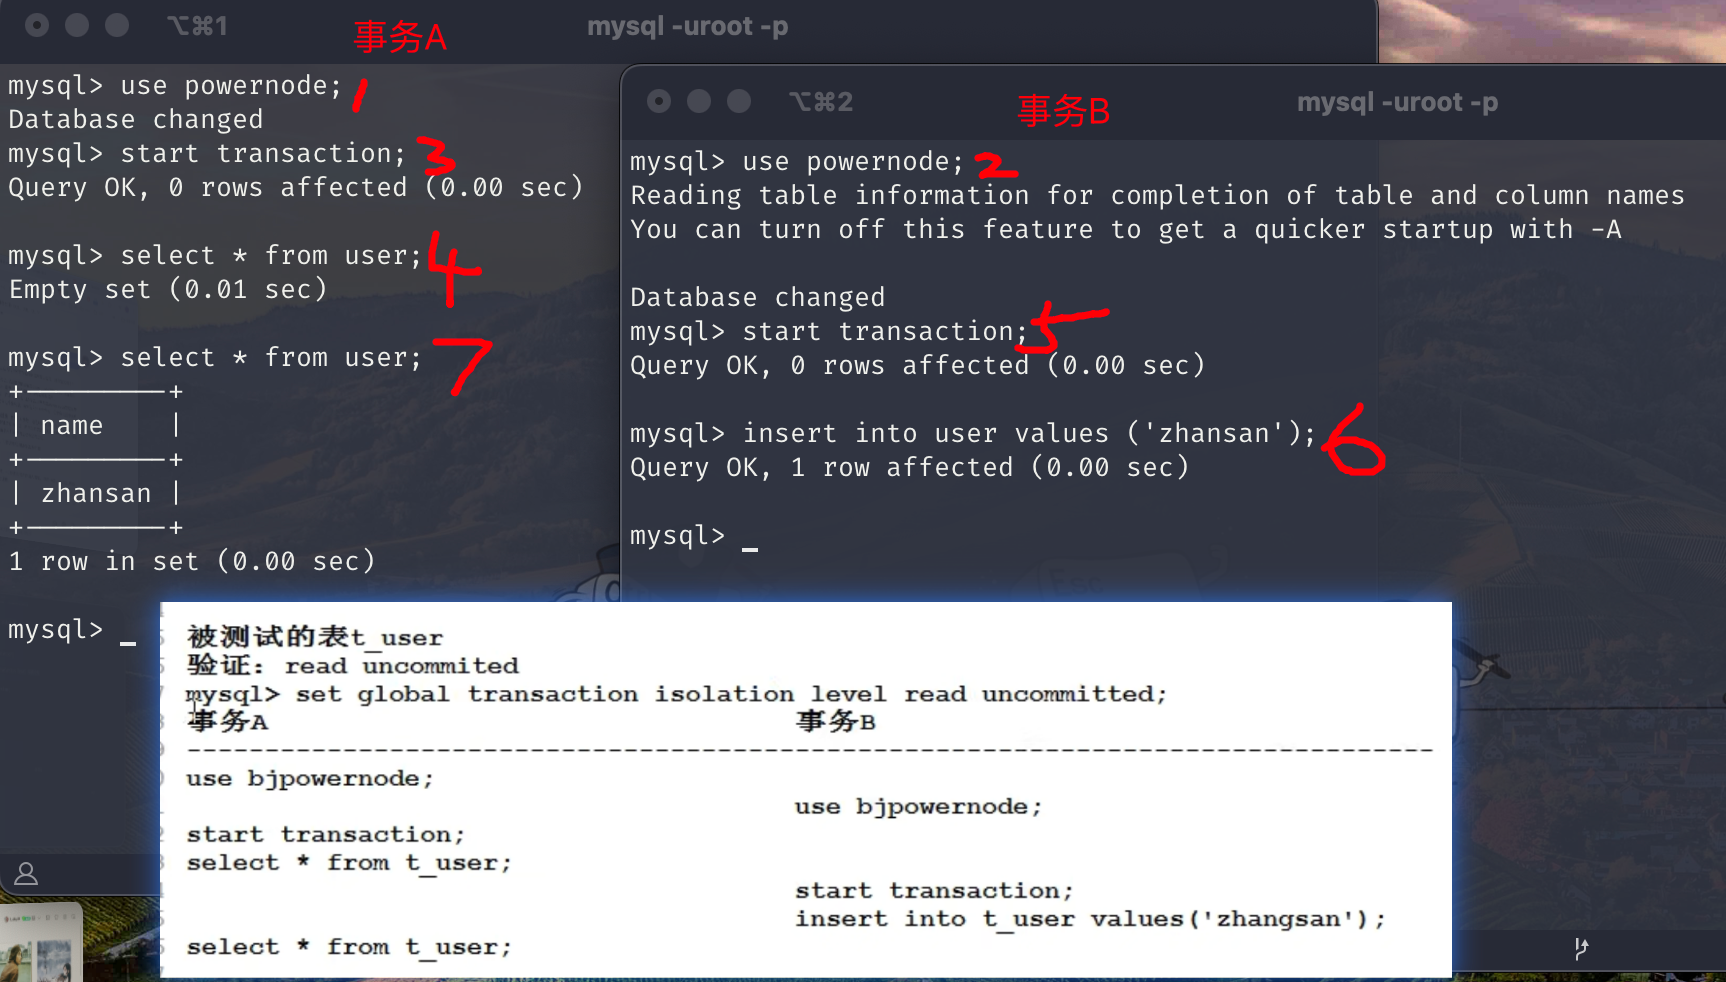 ⌥⌘1
事务A
mysql -uroot -p
mysql> use powernode; 1
Database changed
mysql> start transaction; 3
Query OK, 0 rows affected (0.00 sec)
mysql> select * from user; 4
Empty set (0.01 sec)
mysql> select * from user; 7
+---------+
| name    |
+---------+
| zhansan |
+---------+
1 row in set (0.00 sec)
mysql> _
⌥⌘2
事务B
mysql -uroot -p
mysql> use powernode; 2
Reading table information for completion of table and column names
You can turn off this feature to get a quicker startup with -A
Database changed
mysql> start transaction; 5
Query OK, 0 rows affected (0.00 sec)
mysql> insert into user values ('zhansan'); 6
Query OK, 1 row affected (0.00 sec)
mysql> _
Esc
被测试的表t_user
验证: read uncommited
mysql> set global transaction isolation level read uncommitted;
事务A 事务B
--------------------------------------------------------------------------------
use bjpowernode;
use bjpowernode;
start transaction;
select * from t_user;
start transaction;
insert into t_user values('zhangsan');
select * from t_user;